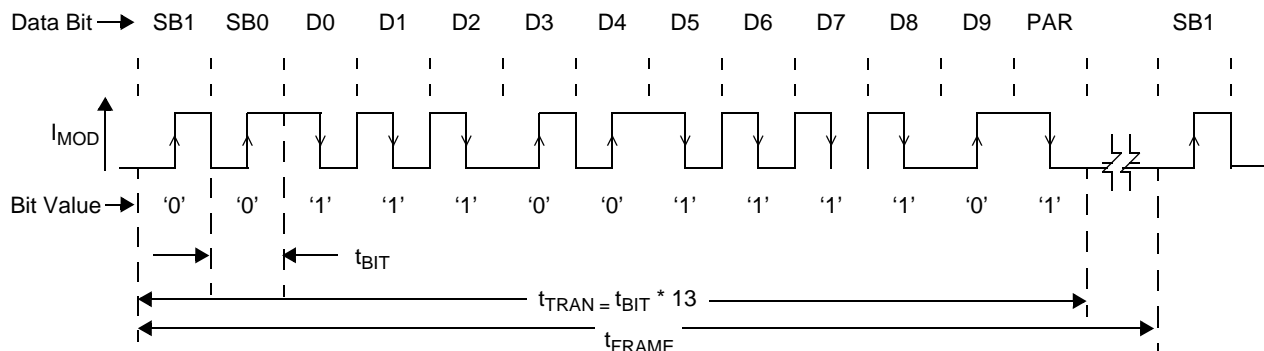 Data Bit SB1 SB0 D0 D1 D2 D3 D4 D5 D6 D7 D8 D9 PAR SB1
IMOD
Bit Value ‘0’ ‘0’ ‘1’ ‘1’ ‘1’ ‘0’ ‘0’ ‘1’ ‘1’ ‘1’ ‘1’ ‘0’ ‘1’
tBIT
tTRAN = tBIT * 13
tFRAME